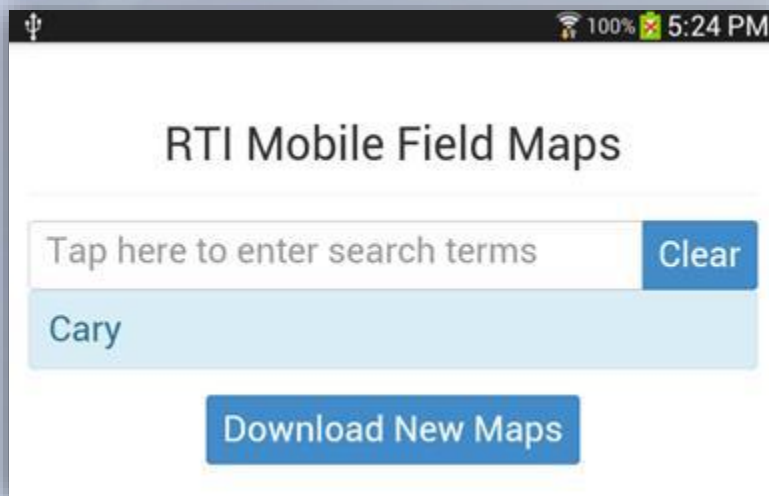 100% 5:24 PM
RTI Mobile Field Maps
Tap here to enter search terms Clear
Cary
Download New Maps